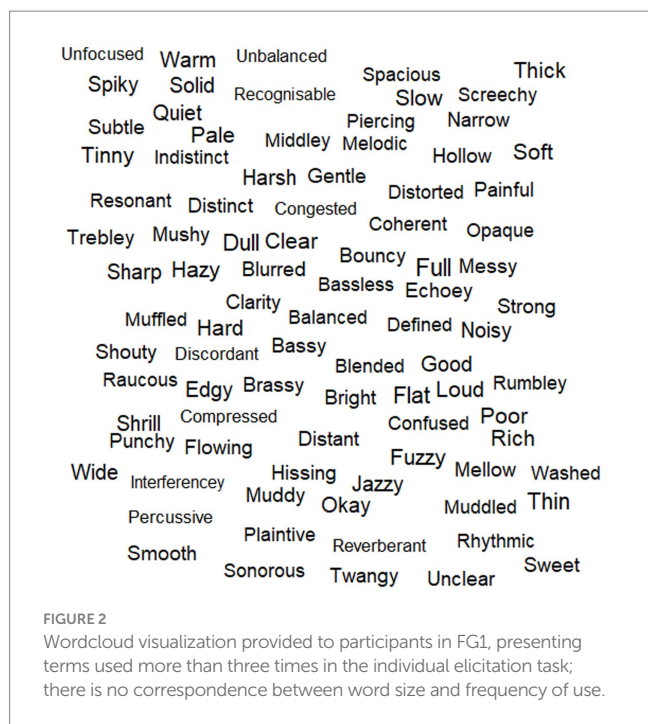 Unfocused Warm Unbalanced
Spacious Thick
Spiky Solid Recognisable Slow Screechy
Quiet Piercing Narrow
Subtle Pale Middley Melodic
Tinny Indistinct Hollow Soft
Harsh Gentle Distorted Painful
Resonant Distinct Congested
Coherent Opaque
Trebley Mushy Dull Clear
Bouncy Full Messy
Sharp Hazy Blurred Bassless Echoey
Clarity Strong
Muffled Hard Balanced Defined Noisy
Shouty Discordant Bassy
Blended Good
Raucous Edgy Brassy Bright Flat Loud Rumbley
Shrill Compressed Confused Poor
Punchy Flowing Distant Rich
Fuzzy
Wide Interferencey Hissing Jazzy Mellow Washed
Muddy Okay Muddled Thin
Percussive
Plaintive Reverberant Rhythmic
Smooth
Sonorous Twangy Unclear Sweet
FIGURE 2
Wordcloud visualization provided to participants in FG1, presenting
terms used more than three times in the individual elicitation task;
there is no correspondence between word size and frequency of use.